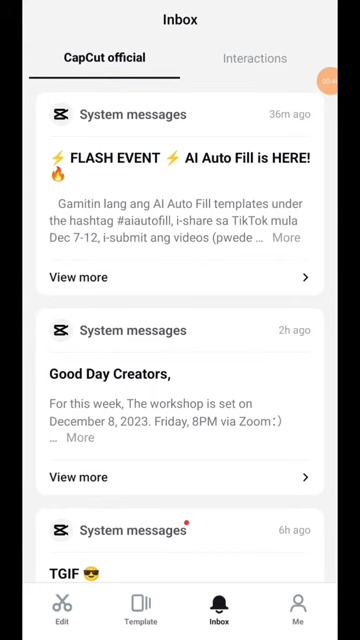 Inbox
CapCut official
Interactions
System messages
36m ago
⚡ FLASH EVENT ⚡ AI Auto Fill is HERE!
🔥
Gamitin lang ang AI Auto Fill templates under
the hashtag #aiautofill, i-share sa TikTok mula
Dec 7-12, i-submit ang videos (pwede ... More
View more
System messages
2h ago
Good Day Creators,
For this week, The workshop is set on
December 8, 2023. Friday, 8PM via Zoom:)
... More
View more
System messages
6h ago
TGIF 😎
Edit
Template
Inbox
Me